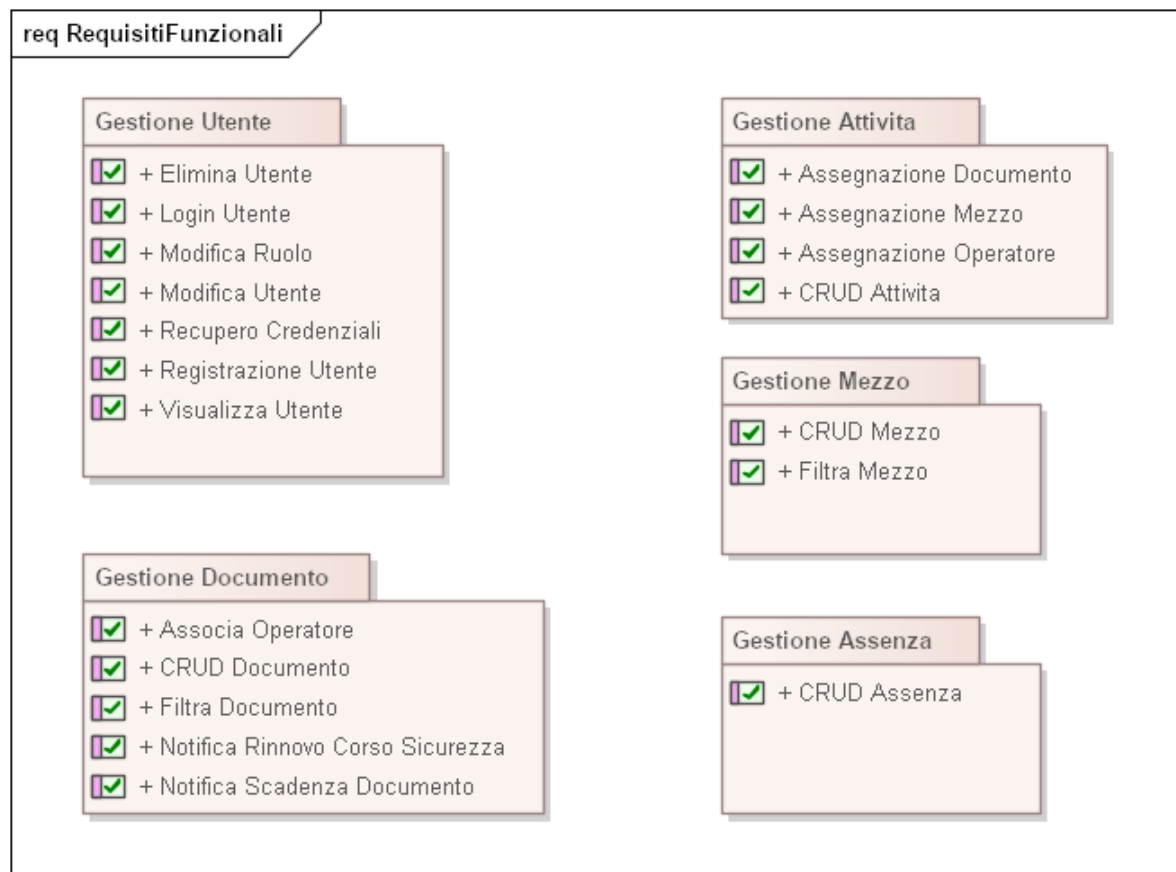 req RequisitiFunzionali
Gestione Utente
+ Elimina Utente
+ Login Utente
+ Modifica Ruolo
+ Modifica Utente
+ Recupero Credenziali
+ Registrazione Utente
+ Visualizza Utente
Gestione Documento
+ Associa Operatore
+ CRUD Documento
+ Filtra Documento
+ Notifica Rinnovo Corso Sicurezza
+ Notifica Scadenza Documento
Gestione Attivita
+ Assegnazione Documento
+ Assegnazione Mezzo
+ Assegnazione Operatore
+ CRUD Attivita
Gestione Mezzo
+ CRUD Mezzo
+ Filtra Mezzo
Gestione Assenza
+ CRUD Assenza